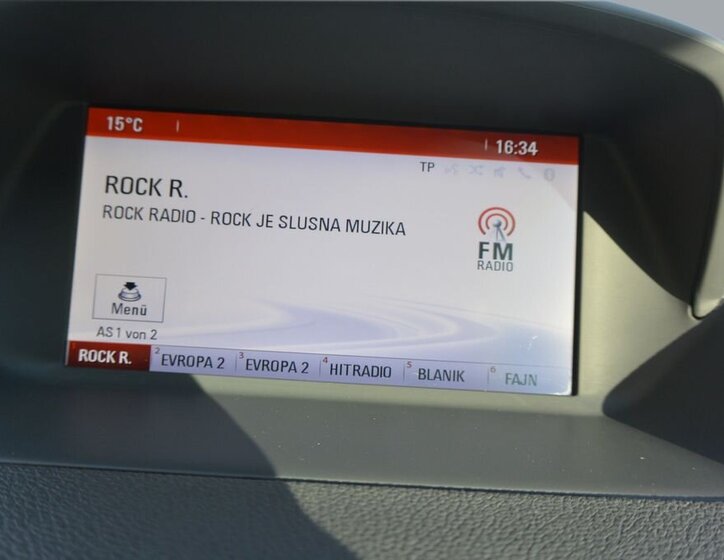 15°C
16:34
TP
ROCK R.
ROCK RADIO - ROCK JE SLUSNA MUZIKA
FM
RADIO
Menü
AS 1 von 2
ROCK R.
2 EVROPA 2
3 EVROPA 2
4 HITRADIO
5 BLANIK
6 FAJN